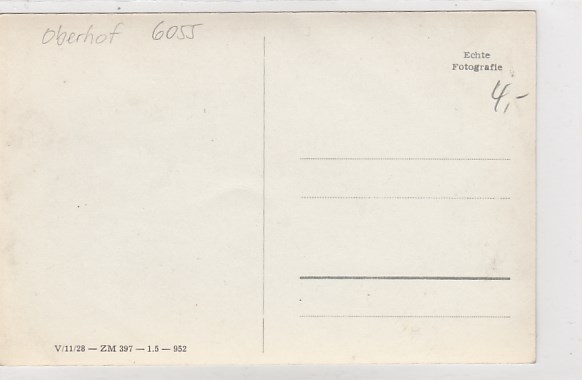 Oberhof 6055
Echte
Fotografie
4,-
V/11/28 — ZM 397 — 1.5 — 952